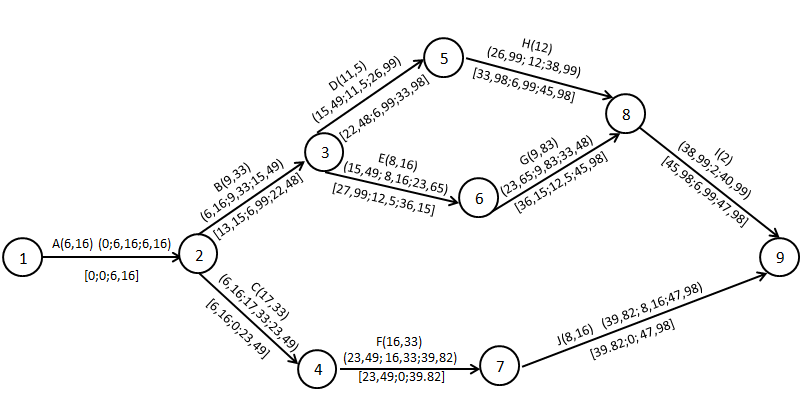 H(12)
(26,99; 12;38,99)
[33,98;6,99;45,98]
D(11,5)
(15,49;11,5;26,99)
[22,48;6,99;33,98]
5
8
I(2)
(38,99;2;40,99)
[45,98;6,99;47,98]
B(9,33)
(6,16;9,33;15,49)
[13,15;6,99;22,48]
3
E(8,16)
(15,49; 8,16;23,65)
[27,99;12,5;36,15]
6
G(9,83)
(23,65;9,83;33,48)
[36,15;12,5;45,98]
1
A(6,16) (0;6,16;6,16)
[0;0;6,16]
2
9
C(17,33)
(6,16;17,33;23,49)
[6,16;0;23,49]
4
F(16,33)
(23,49; 16,33;39,82)
[23,49;0;39.82]
7
J(8,16) (39,82; 8,16;47,98)
[39.82;0; 47,98]